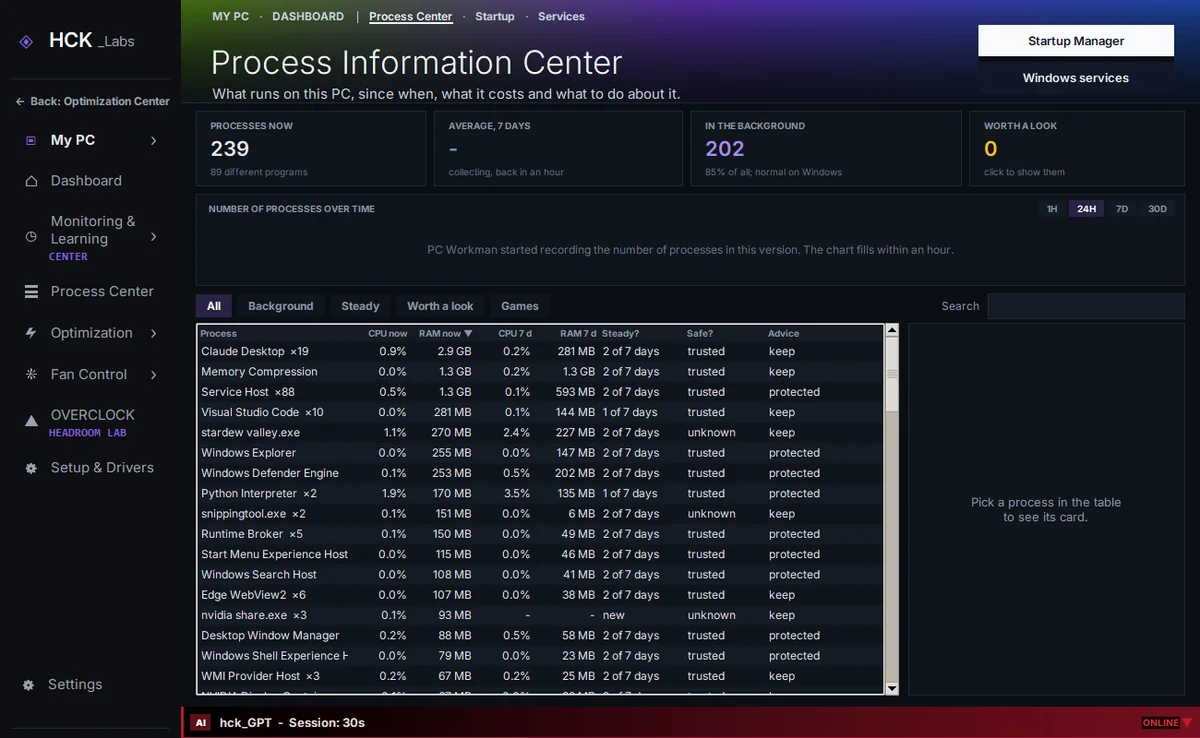 HCK _Labs
← Back: Optimization Center
My PC
Dashboard
Monitoring &
Learning
CENTER
Process Center
Optimization
Fan Control
OVERCLOCK
HEADROOM LAB
Setup & Drivers
Settings
MY PC · DASHBOARD | Process Center · Startup · Services
Process Information Center
What runs on this PC, since when, what it costs and what to do about it.
Startup Manager
Windows services
PROCESSES NOW
239
89 different programs
AVERAGE, 7 DAYS
-
collecting, back in an hour
IN THE BACKGROUND
202
85% of all; normal on Windows
WORTH A LOOK
0
click to show them
NUMBER OF PROCESSES OVER TIME
1H 24H 7D 30D
PC Workman started recording the number of processes in this version. The chart fills within an hour.
All Background Steady Worth a look Games
Search
Process CPU now RAM now ▼ CPU 7 d RAM 7 d Steady? Safe? Advice
Claude Desktop ×19 0.9% 2.9 GB 0.2% 281 MB 2 of 7 days trusted keep
Memory Compression 0.0% 1.3 GB 0.2% 1.3 GB 2 of 7 days trusted keep
Service Host ×88 0.5% 1.3 GB 0.1% 593 MB 2 of 7 days trusted protected
Visual Studio Code ×10 0.0% 281 MB 0.1% 144 MB 1 of 7 days trusted keep
stardew valley.exe 1.1% 270 MB 2.4% 227 MB 2 of 7 days unknown keep
Windows Explorer 0.0% 255 MB 0.0% 147 MB 2 of 7 days trusted protected
Windows Defender Engine 0.1% 253 MB 0.5% 202 MB 2 of 7 days trusted protected
Python Interpreter ×2 1.9% 170 MB 3.5% 135 MB 1 of 7 days trusted protected
snippingtool.exe ×2 0.1% 151 MB 0.0% 6 MB 2 of 7 days unknown keep
Runtime Broker ×5 0.1% 150 MB 0.0% 49 MB 2 of 7 days trusted protected
Start Menu Experience Host 0.0% 115 MB 0.0% 46 MB 2 of 7 days trusted protected
Windows Search Host 0.0% 108 MB 0.0% 41 MB 2 of 7 days trusted protected
Edge WebView2 ×6 0.0% 107 MB 0.0% 38 MB 2 of 7 days trusted keep
nvidia share.exe ×3 0.1% 93 MB - - new unknown keep
Desktop Window Manager 0.2% 88 MB 0.5% 58 MB 2 of 7 days trusted protected
Windows Shell Experience 0.0% 79 MB 0.0% 23 MB 2 of 7 days trusted protected
WMI Provider Host ×3 0.2% 67 MB 0.2% 25 MB 2 of 7 days trusted keep
Pick a process in the table
to see its card.
AI hck_GPT - Session: 30s
ONLINE ▼